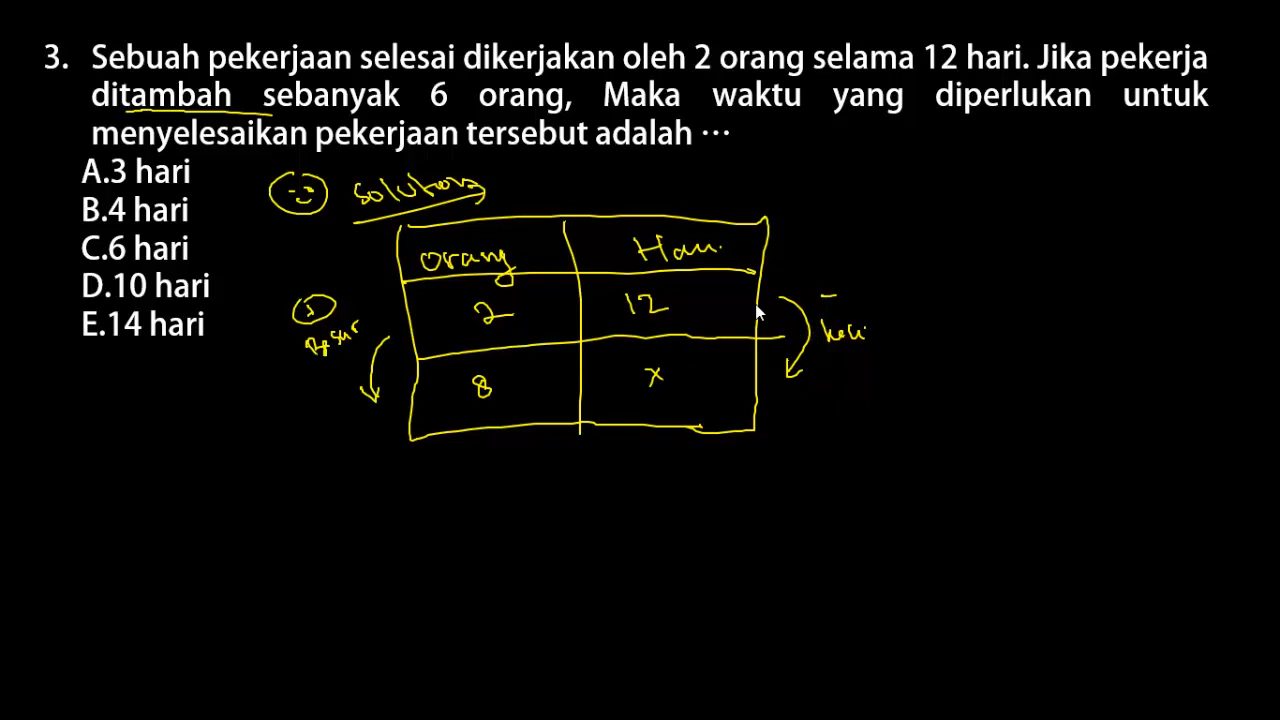 3. Sebuah pekerjaan selesai dikerjakan oleh 2 orang selama 12 hari. Jika pekerja
ditambah sebanyak 6 orang, Maka waktu yang diperlukan untuk
menyelesaikan pekerjaan tersebut adalah ⋯
A.3 hari
B.4 hari
C.6 hari
D.10 hari
E.14 hari
solution
orang Hari
2 12
8 x